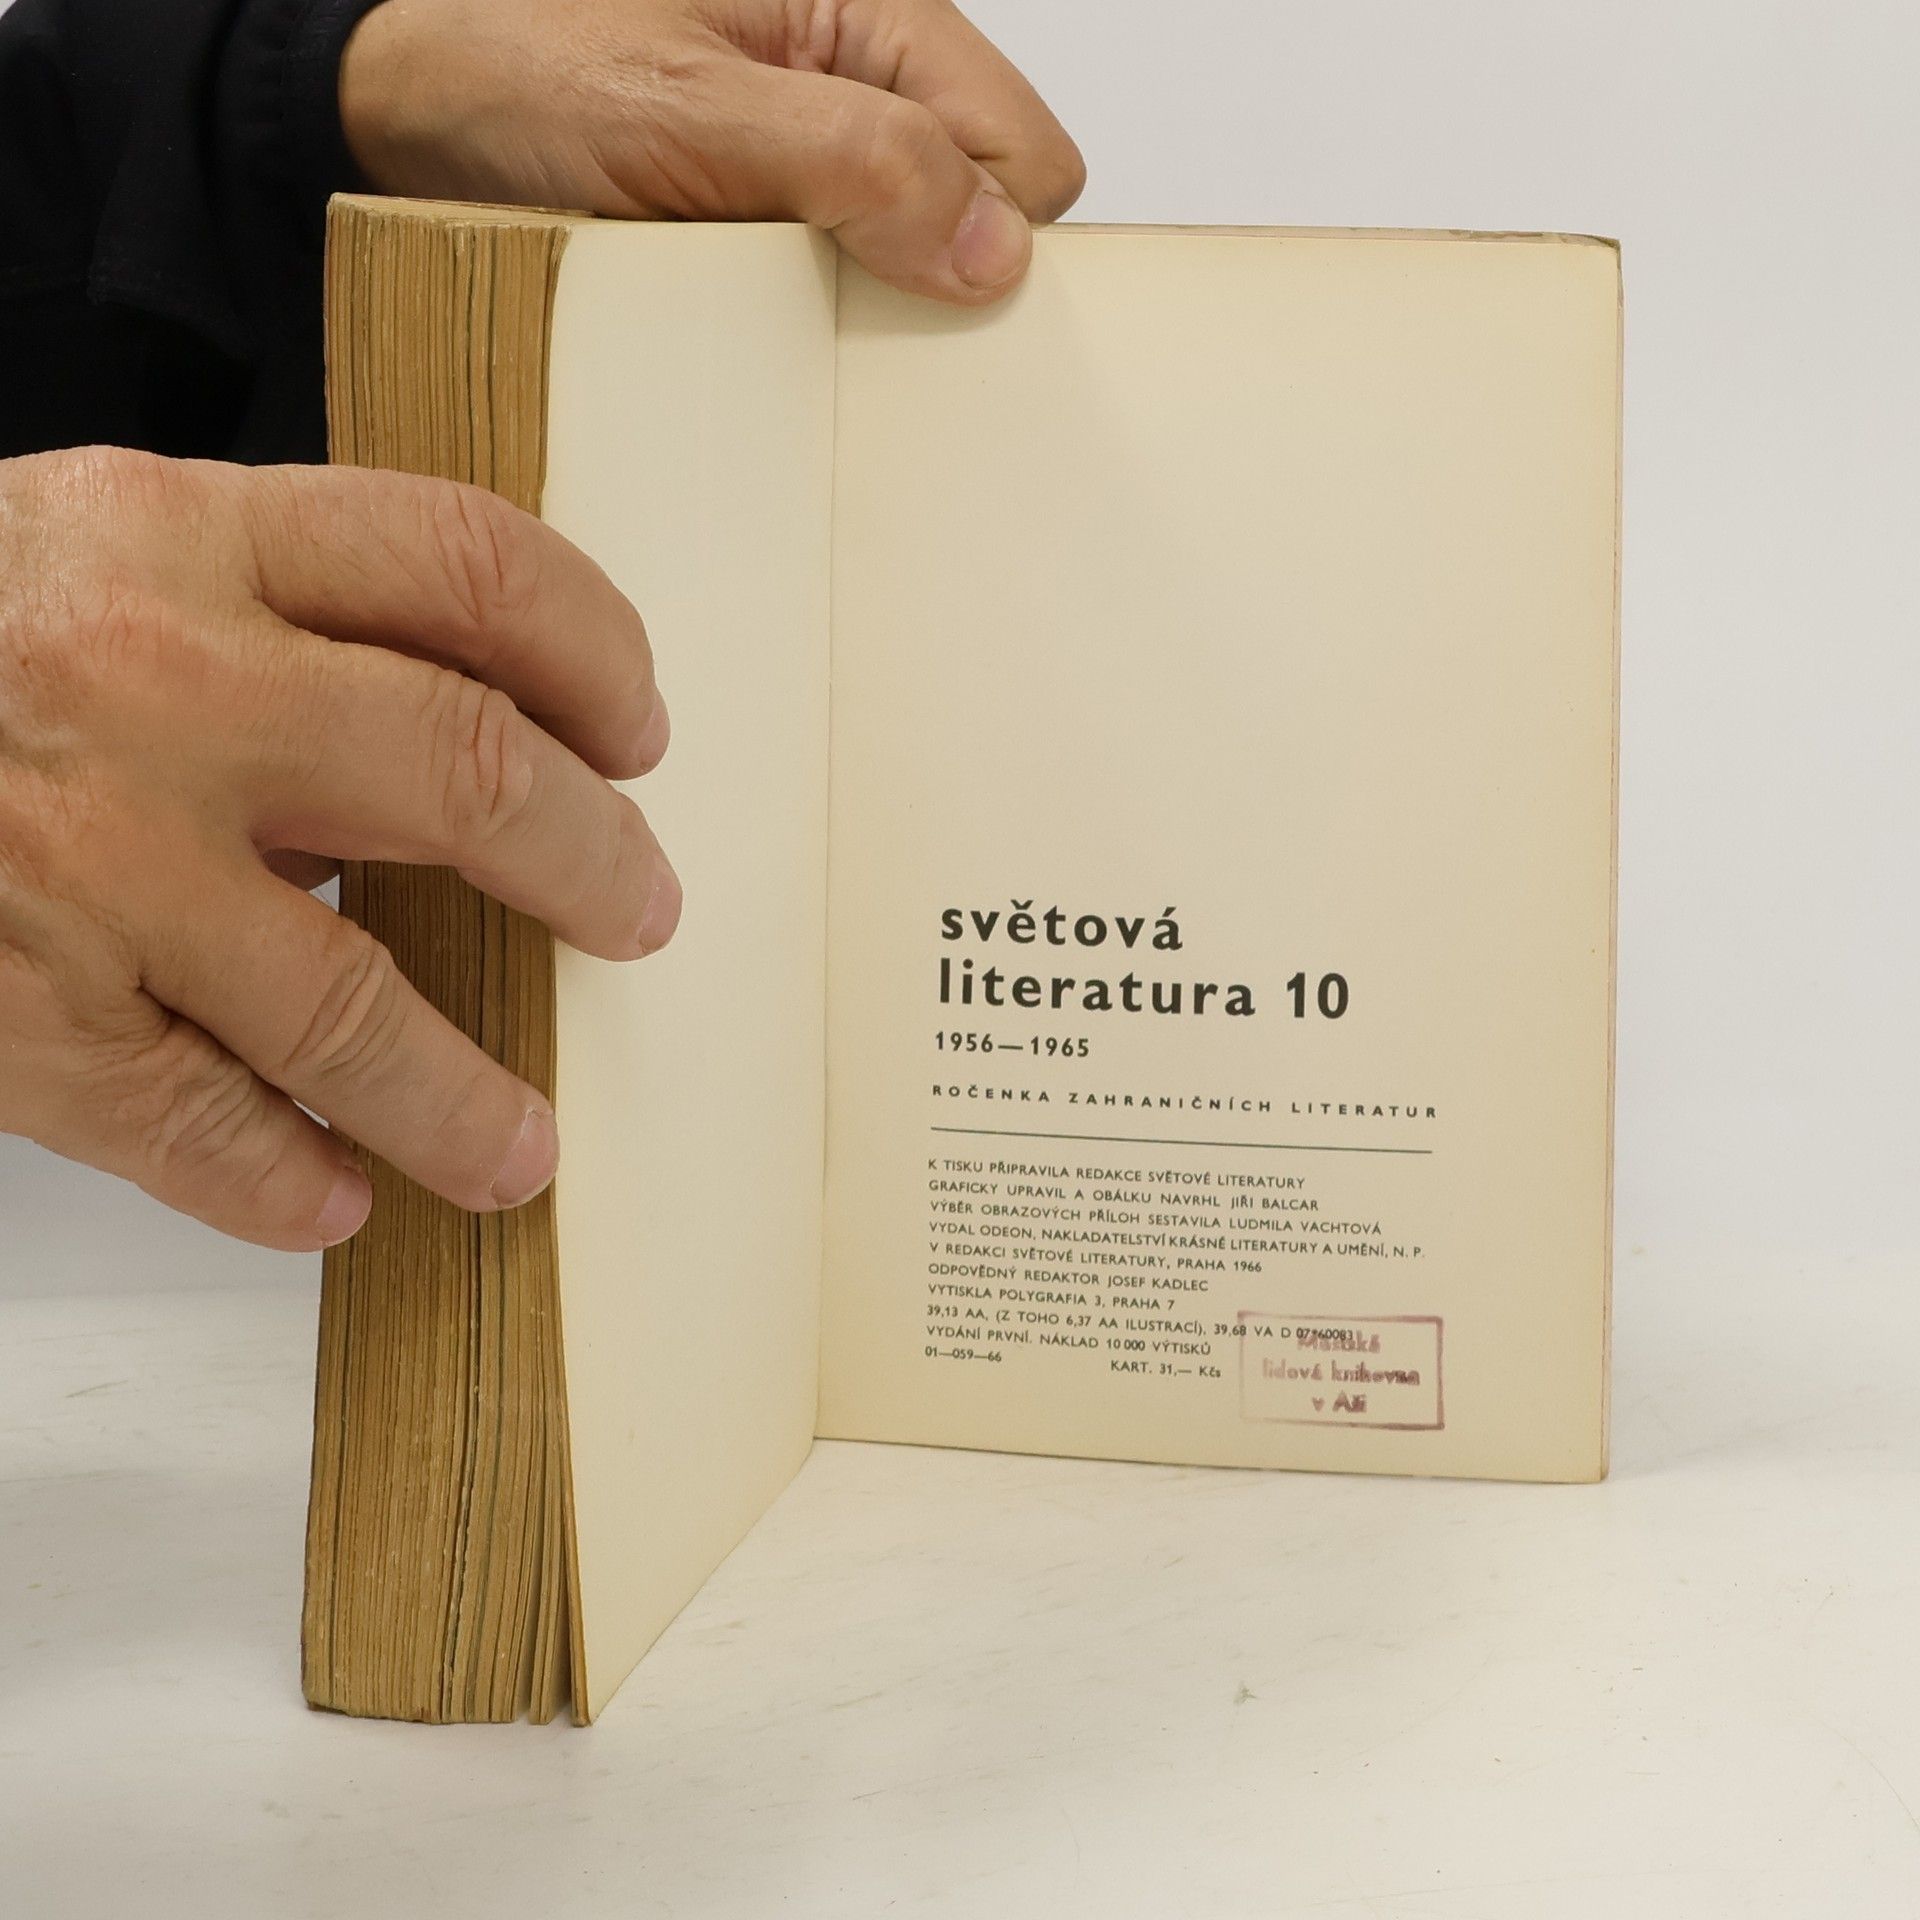 světová
literatura 10
1956—1965
ROČENKA ZAHRANIČNÍCH LITERATUR
K TISKU PŘIPRAVILA REDAKCE SVĚTOVÉ LITERATURY
GRAFICKY UPRAVIL A OBÁLKU NAVRHL JIŘI BALCAR
VÝBĚR OBRAZOVÝCH PŘÍLOH SESTAVILA LUDMILA VACHTOVÁ
VYDAL ODEON, NAKLADATELSTVÍ KRÁSNÉ LITERATURY A UMĚNÍ, N. P.
V REDAKCI SVĚTOVÉ LITERATURY, PRAHA 1966
ODPOVĚDNÝ REDAKTOR JOSEF KADLEC
VYTISKLA POLYGRAFIA 3, PRAHA 7
39,13 AA, (Z TOHO 6,37 AA ILUSTRACÍ), 39,68 VA D 07*60083
VYDÁNÍ PRVNÍ. NÁKLAD 10 000 VÝTISKŮ
01—059—66 KART. 31,— Kčs
lidová knihovna
v Aši